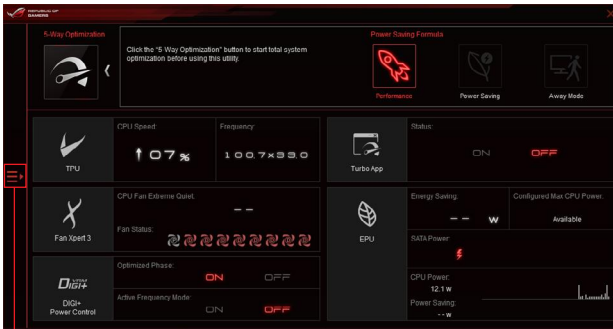 REPUBLIC OF
GAMERS
5-Way Optimization
Click the "5-Way Optimization" button to start total system
optimization before using this utility.
Power Saving Formula
Performance
Power Saving
Away Mode
TPU
CPU Speed:
107%
Frequency:
100.7×33.0
Turbo App
Status:
ON OFF
Fan Xpert 3
CPU Fan Extreme Quiet:
--
Fan Status:
EPU
Energy Saving:
-- w
Configured Max CPU Power:
Available
SATA Power:
CPU Power:
12.1 w
Power Saving:
-- w
DIGI+
VRM
DIGI+
Power Control
Optimized Phase:
ON OFF
Active Frequency Mode:
ON OFF